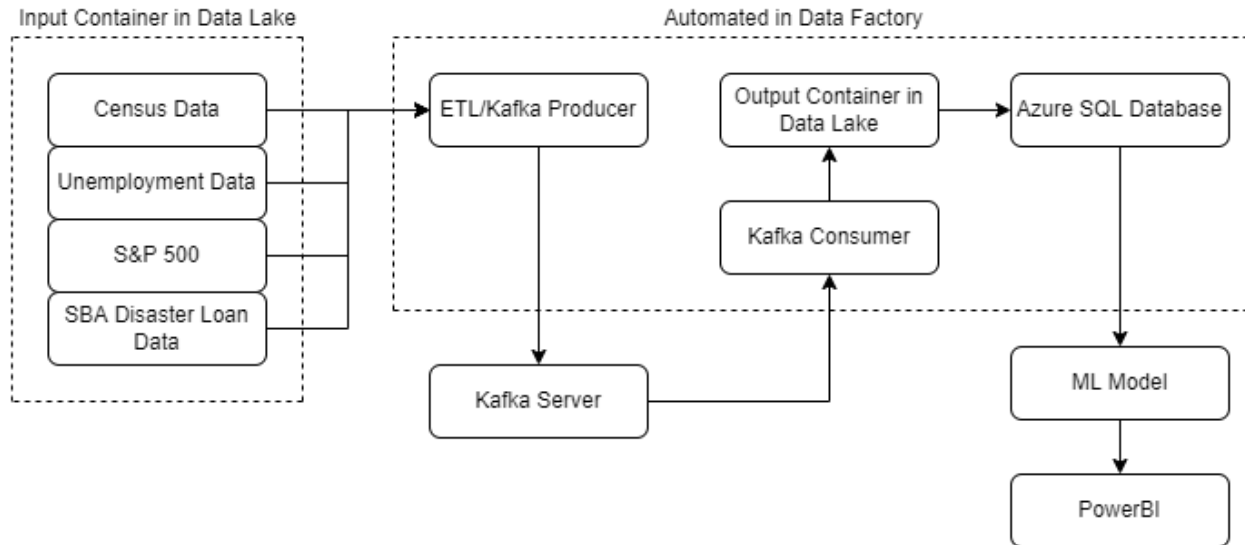 Input Container in Data Lake
Automated in Data Factory
Census Data
Unemployment Data
S&P 500
SBA Disaster Loan
Data
ETL/Kafka Producer
Output Container in
Data Lake
Azure SQL Database
Kafka Consumer
Kafka Server
ML Model
PowerBI